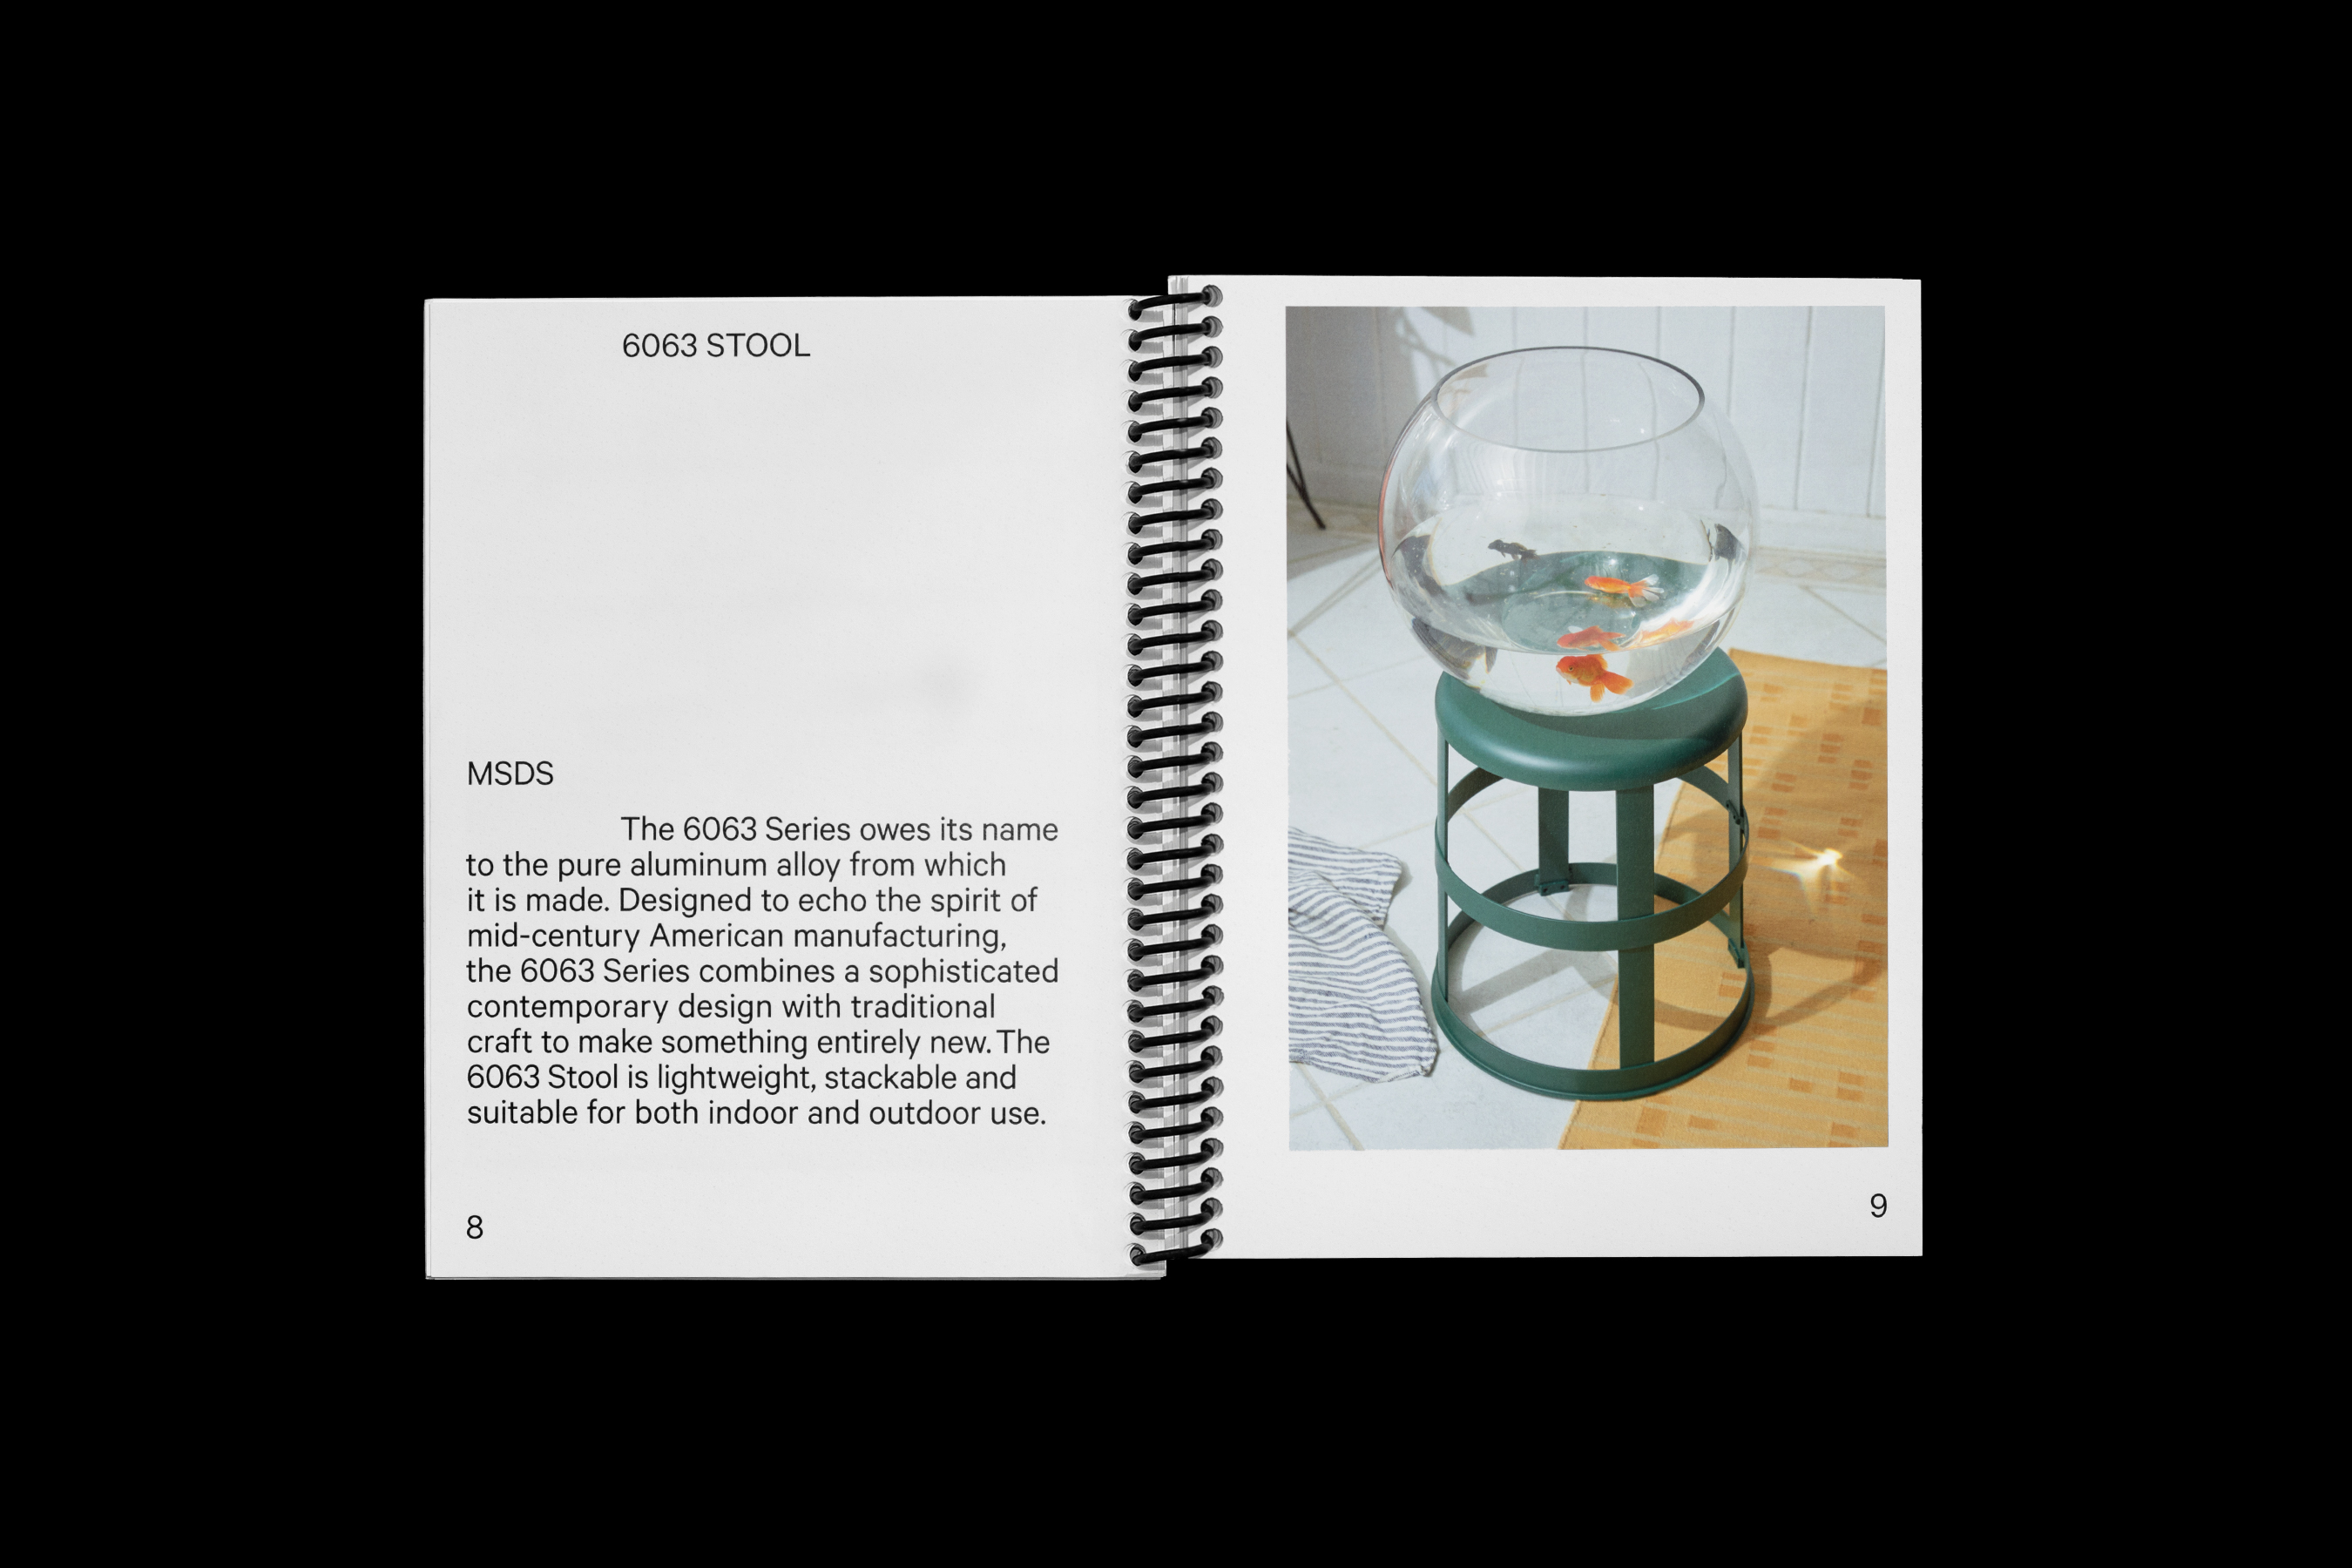 6063 STOOL
MSDS
The 6063 Series owes its name
to the pure aluminum alloy from which
it is made. Designed to echo the spirit of
mid-century American manufacturing,
the 6063 Series combines a sophisticated
contemporary design with traditional
craft to make something entirely new. The
6063 Stool is lightweight, stackable and
suitable for both indoor and outdoor use.
8
9